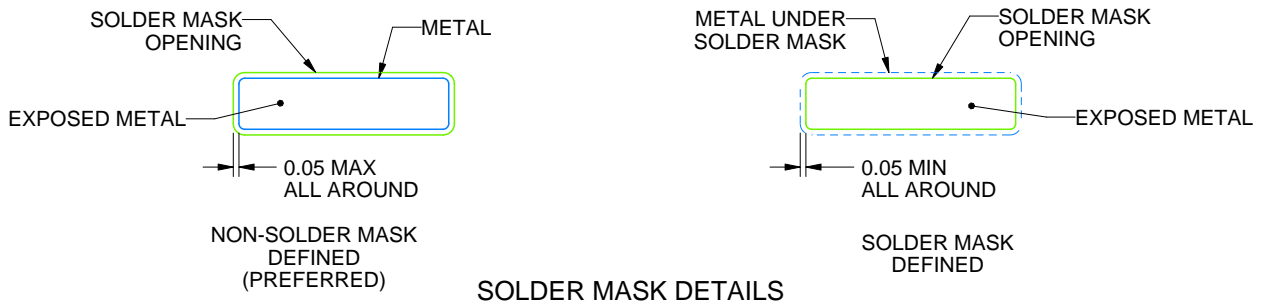 SOLDER MASK
OPENING
METAL
EXPOSED METAL
0.05 MAX
ALL AROUND
NON-SOLDER MASK
DEFINED
(PREFERRED)
METAL UNDER
SOLDER MASK
SOLDER MASK
OPENING
EXPOSED METAL
0.05 MIN
ALL AROUND
SOLDER MASK
DEFINED
SOLDER MASK DETAILS